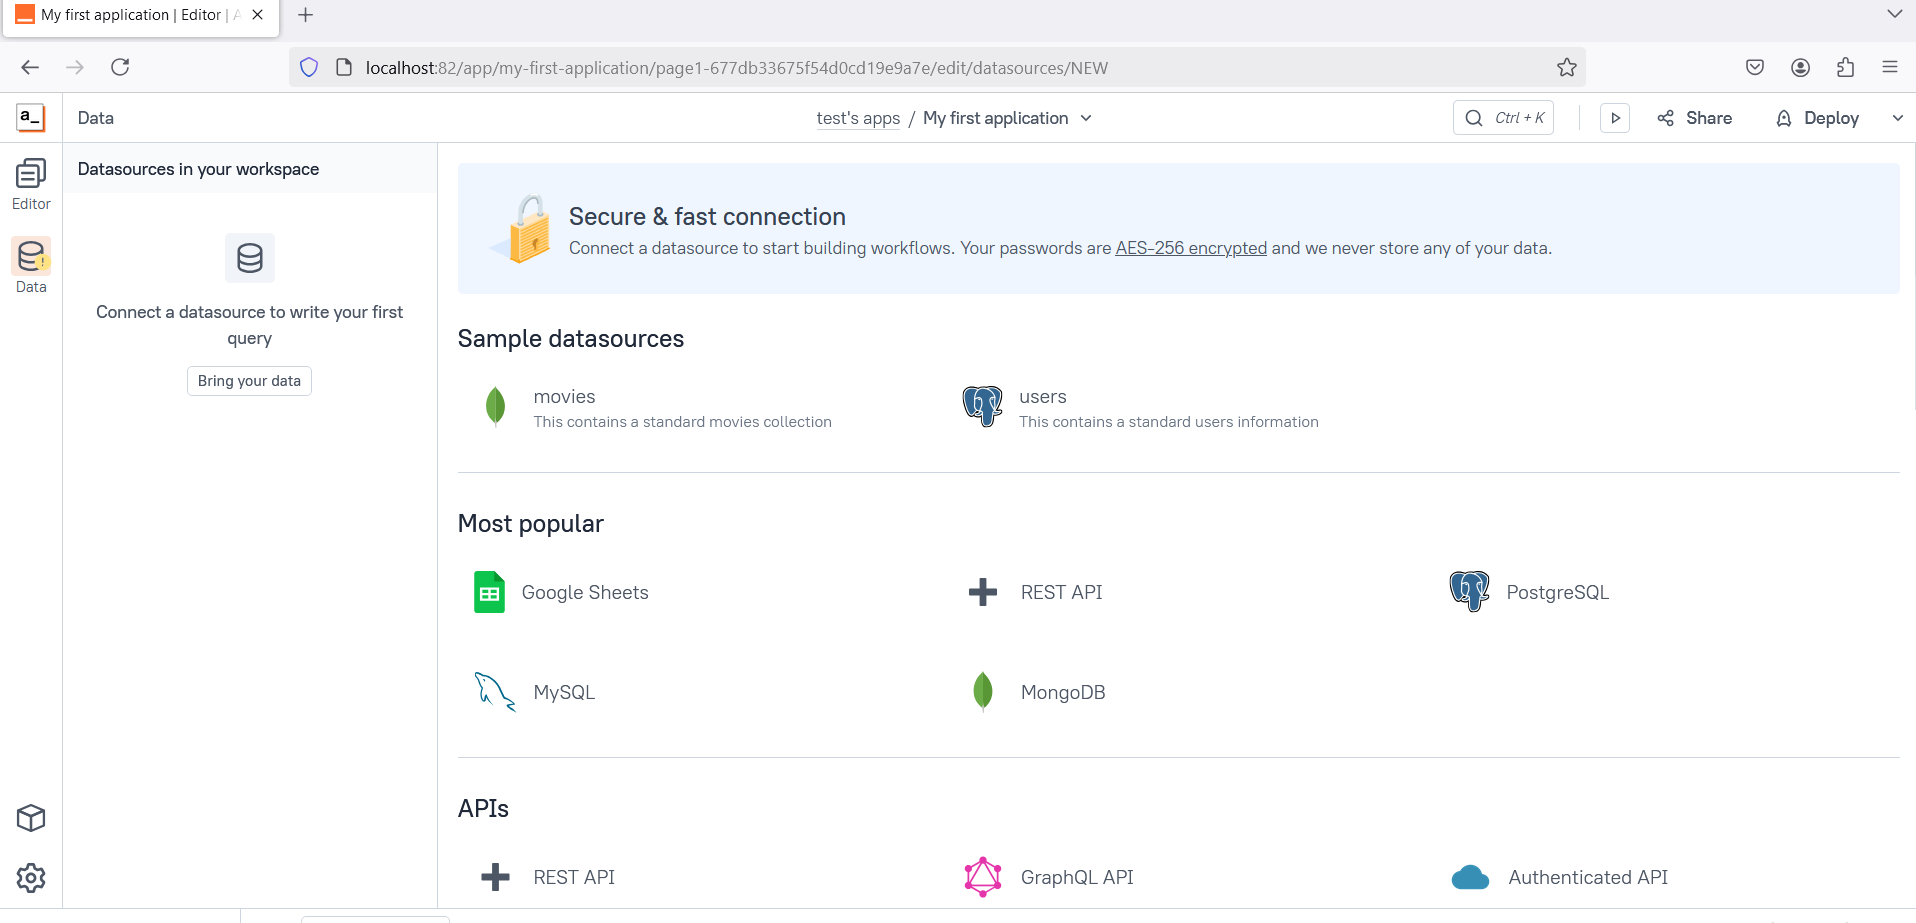 My first application | Editor | A
localhost:82/app/my-first-application/page1-677db33675f54d0cd19e9a7e/edit/datasources/NEW
a_
Data
test's apps / My first application
Ctrl + K
Share
Deploy
Editor
Data
Datasources in your workspace
Connect a datasource to write your first
query
Bring your data
Secure & fast connection
Connect a datasource to start building workflows. Your passwords are AES-256 encrypted and we never store any of your data.
Sample datasources
movies
This contains a standard movies collection
users
This contains a standard users information
Most popular
Google Sheets
REST API
PostgreSQL
MySQL
MongoDB
APIs
REST API
GraphQL API
Authenticated API